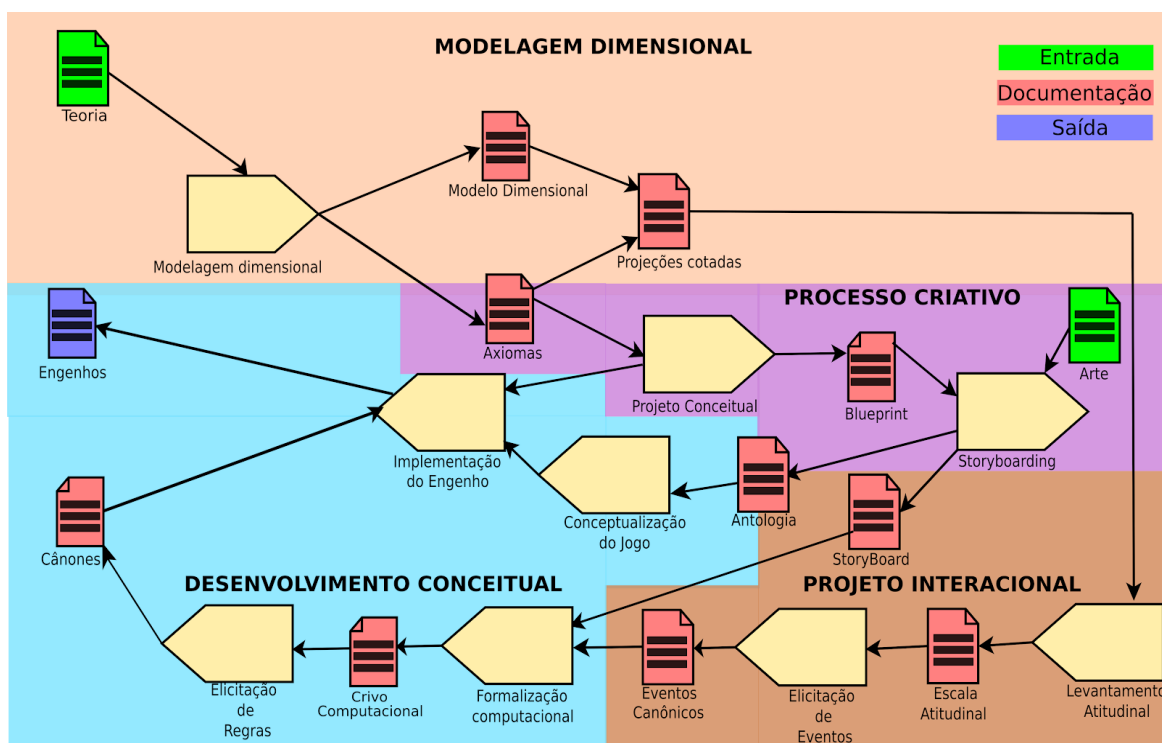 MODELAGEM DIMENSIONAL
Entrada
Documentação
Saída
Teoria
Modelo Dimensional
Modelagem dimensional
Projeções cotadas
PROCESSO CRIATIVO
Engenhos
Axiomas
Arte
Projeto Conceitual
Blueprint
Implementação
do Engenho
Storyboarding
Conceptualização
do Jogo
Antologia
Cânones
StoryBoard
DESENVOLVIMENTO CONCEITUAL
PROJETO INTERACIONAL
Elicitação
de
Regras
Crivo
Computacional
Formalização
computacional
Eventos
Canônicos
Elicitação
de
Eventos
Escala
Atitudinal
Levantamento
Atitudinal